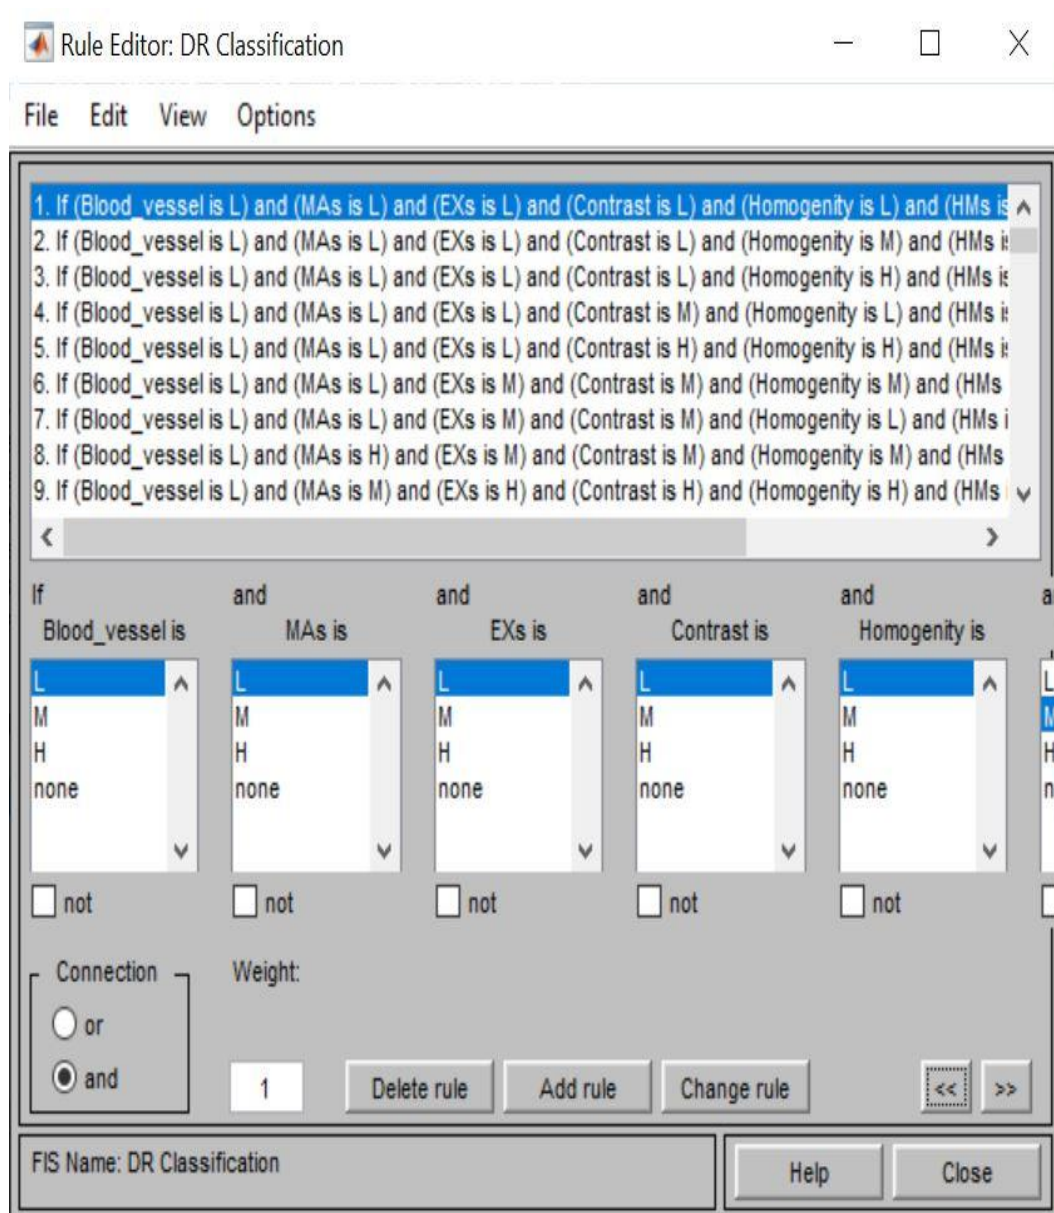 Rule Editor: DR Classification
File Edit View Options
1. If (Blood_vessel is L) and (MAs is L) and (EXs is L) and (Contrast is L) and (Homogenity is L) and (HMs is
2. If (Blood_vessel is L) and (MAs is L) and (EXs is L) and (Contrast is L) and (Homogenity is M) and (HMs is
3. If (Blood_vessel is L) and (MAs is L) and (EXs is L) and (Contrast is L) and (Homogenity is H) and (HMs is
4. If (Blood_vessel is L) and (MAs is L) and (EXs is L) and (Contrast is M) and (Homogenity is L) and (HMs is
5. If (Blood_vessel is L) and (MAs is L) and (EXs is L) and (Contrast is H) and (Homogenity is H) and (HMs is
6. If (Blood_vessel is L) and (MAs is L) and (EXs is M) and (Contrast is M) and (Homogenity is M) and (HMs
7. If (Blood_vessel is L) and (MAs is L) and (EXs is M) and (Contrast is M) and (Homogenity is L) and (HMs i
8. If (Blood_vessel is L) and (MAs is H) and (EXs is M) and (Contrast is M) and (Homogenity is M) and (HMs
9. If (Blood_vessel is L) and (MAs is M) and (EXs is H) and (Contrast is H) and (Homogenity is H) and (HMs
If and and and and a
Blood_vessel is MAs is EXs is Contrast is Homogenity is
L L L L L L
M M M M M M
H H H H H H
none none none none none n
not not not not not
Connection Weight:
or
and 1 Delete rule Add rule Change rule << >>
FIS Name: DR Classification Help Close